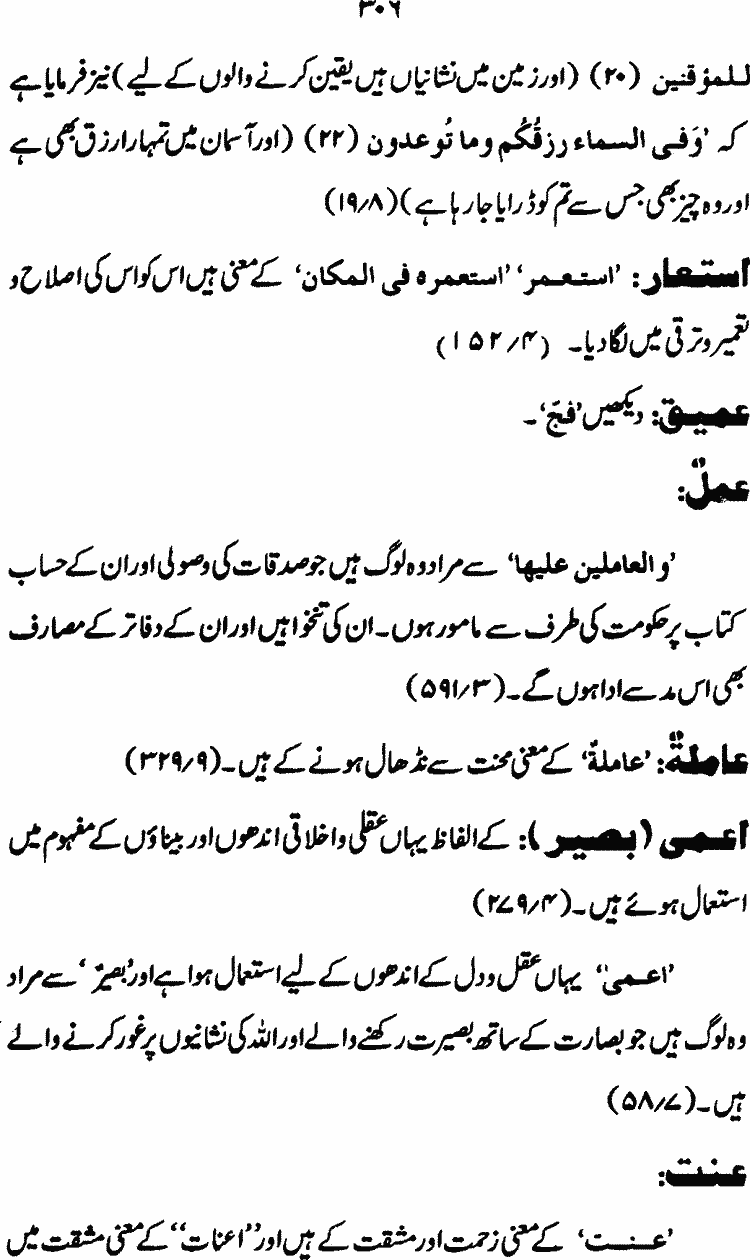 ۳۰۶
للمؤقنین (۲۰) (اور زمین میں نشانیاں ہیں یقین کرنے والوں کے لیے) نیز فرمایا ہے
کہ ’وَفی السماء رزقُکُم وما تُوعدون (۲۲) (اور آسمان میں تمہارا رزق بھی ہے
اور وہ چیز بھی جس سے تم کو ڈرایا جا رہا ہے)(۱۹/۸)
استعار: ’استعمر‘ ’استعمرہ فی المکان‘ کے معنی ہیں اس کو اس کی اصلاح و
تعمیر و ترقی میں لگا دیا۔ (۱۵۲/۴)
عمیق: دیکھیں ’فجّ‘۔
عملٌ:
’و العاملین علیھا‘ سے مراد وہ لوگ ہیں جو صدقات کی وصولی اور ان کے حساب
کتاب پر حکومت کی طرف سے مامور ہوں۔ ان کی تنخواہیں اور ان کے دفاتر کے مصارف
بھی اس مد سے ادا ہوں گے۔ (۵۹۱/۳)
عاملةٌ: ’عاملةٌ‘ کے معنی محنت سے نڈھال ہونے کے ہیں۔ (۳۲۹/۹)
اعمی (بصیر): کے الفاظ یہاں عقلی و اخلاقی اندھوں اور بیناؤں کے مفہوم میں
استعمال ہوئے ہیں۔ (۲۷۹/۴)
’اعمیٰ‘ یہاں عقل و دل کے اندھوں کے لیے استعمال ہوا ہے اور ’بصیرٌ‘ سے مراد
وہ لوگ ہیں جو بصارت کے ساتھ بصیرت رکھنے والے اور اللہ کی نشانیوں پر غور کرنے والے
ہیں۔ (۵۸/۷)
عنت:
’عنت‘ کے معنی زحمت اور مشقت کے ہیں اور ’’اعنات‘‘ کے معنی مشقت میں